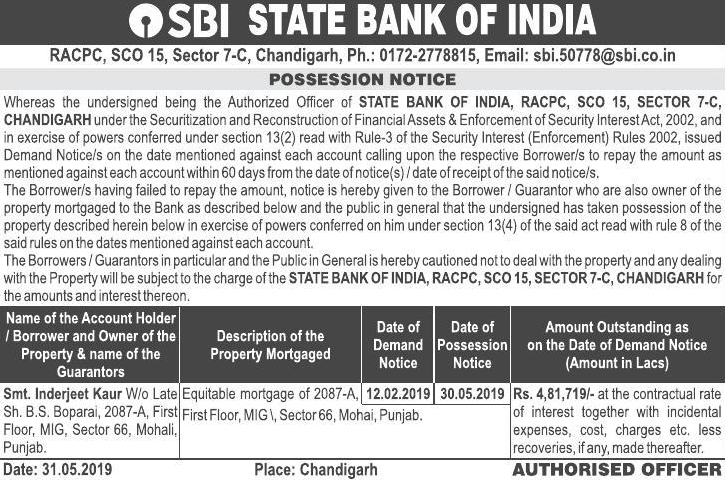 SBI STATE BANK OF INDIA
RACPC, SCO 15, Sector 7-C, Chandigarh, Ph.: 0172-2778815, Email: sbi.50778@sbi.co.in
POSSESSION NOTICE
Whereas the undersigned being the Authorized Officer of STATE BANK OF INDIA, RACPC, SCO 15, SECTOR 7-C,
CHANDIGARH under the Securitization and Reconstruction of Financial Assets & Enforcement of Security Interest Act, 2002, and
in exercise of powers conferred under section 13(2) read with Rule-3 of the Security Interest (Enforcement) Rules 2002, issued
Demand Notice/s on the date mentioned against each account calling upon the respective Borrower/s to repay the amount as
mentioned against each account within 60 days from the date of notice(s) / date of receipt of the said notice/s.
The Borrower/s having failed to repay the amount, notice is hereby given to the Borrower / Guarantor who are also owner of the
property mortgaged to the Bank as described below and the public in general that the undersigned has taken possession of the
property described herein below in exercise of powers conferred on him under section 13(4) of the said act read with rule 8 of the
said rules on the dates mentioned against each account.
The Borrowers / Guarantors in particular and the Public in General is hereby cautioned not to deal with the property and any dealing
with the Property will be subject to the charge of the STATE BANK OF INDIA, RACPC, SCO 15, SECTOR 7-C, CHANDIGARH for
the amounts and interest thereon.
Name of the Account Holder
/ Borrower and Owner of the
Property & name of the
Guarantors
Description of the
Property Mortgaged
Date of
Demand
Notice
Date of
Possession
Notice
Amount Outstanding as
on the Date of Demand Notice
(Amount in Lacs)
Smt. Inderjeet Kaur W/o Late
Sh. B.S. Boparai, 2087-A, First
Floor, MIG, Sector 66, Mohali,
Punjab.
Equitable mortgage of 2087-A,
First Floor, MIG \, Sector 66, Mohai, Punjab.
12.02.2019
30.05.2019
Rs. 4,81,719/- at the contractual rate
of interest together with incidental
expenses, cost, charges etc. less
recoveries, if any, made thereafter.
Date: 31.05.2019 Place: Chandigarh AUTHORISED OFFICER